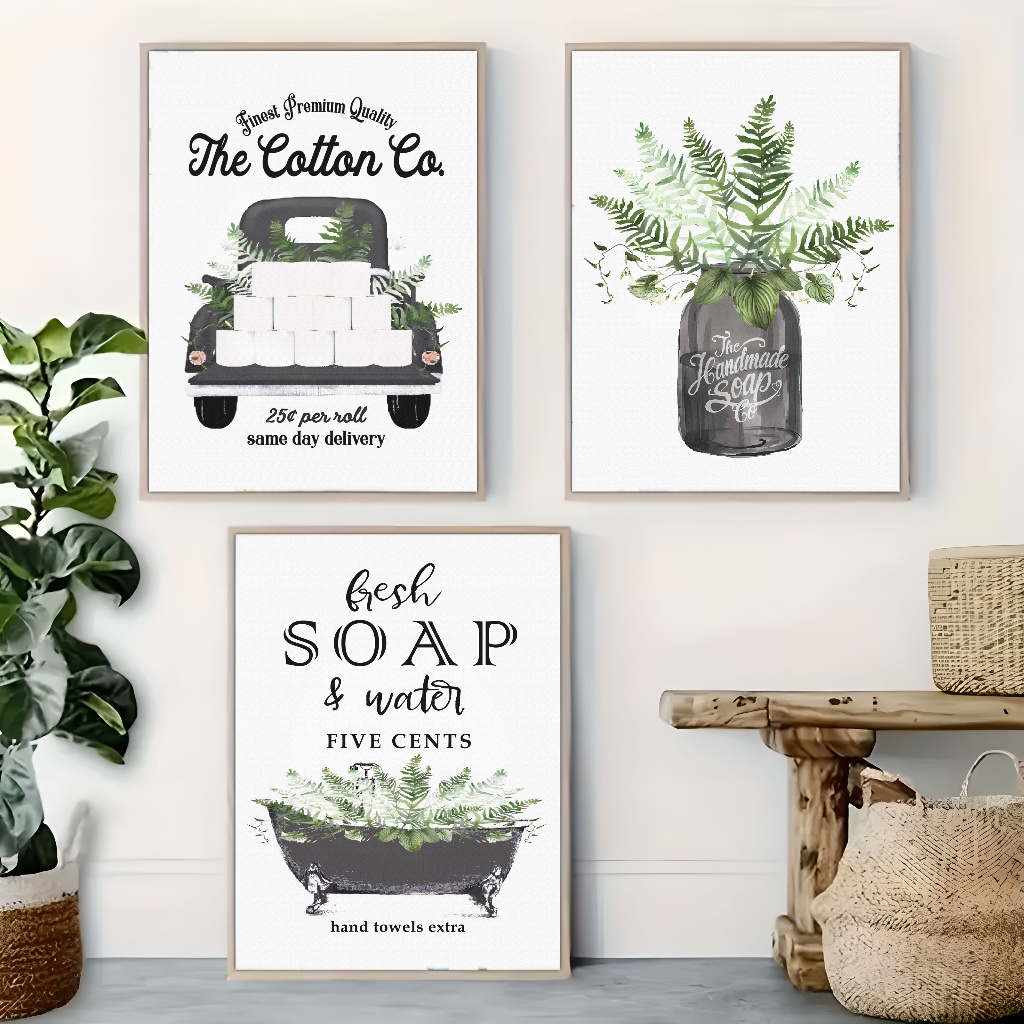 Finest Premium Quality
The Cotton Co.
25¢ per roll
same day delivery
The
Handmade
Soap
Co
fresh
SOAP
& water
FIVE CENTS
hand towels extra